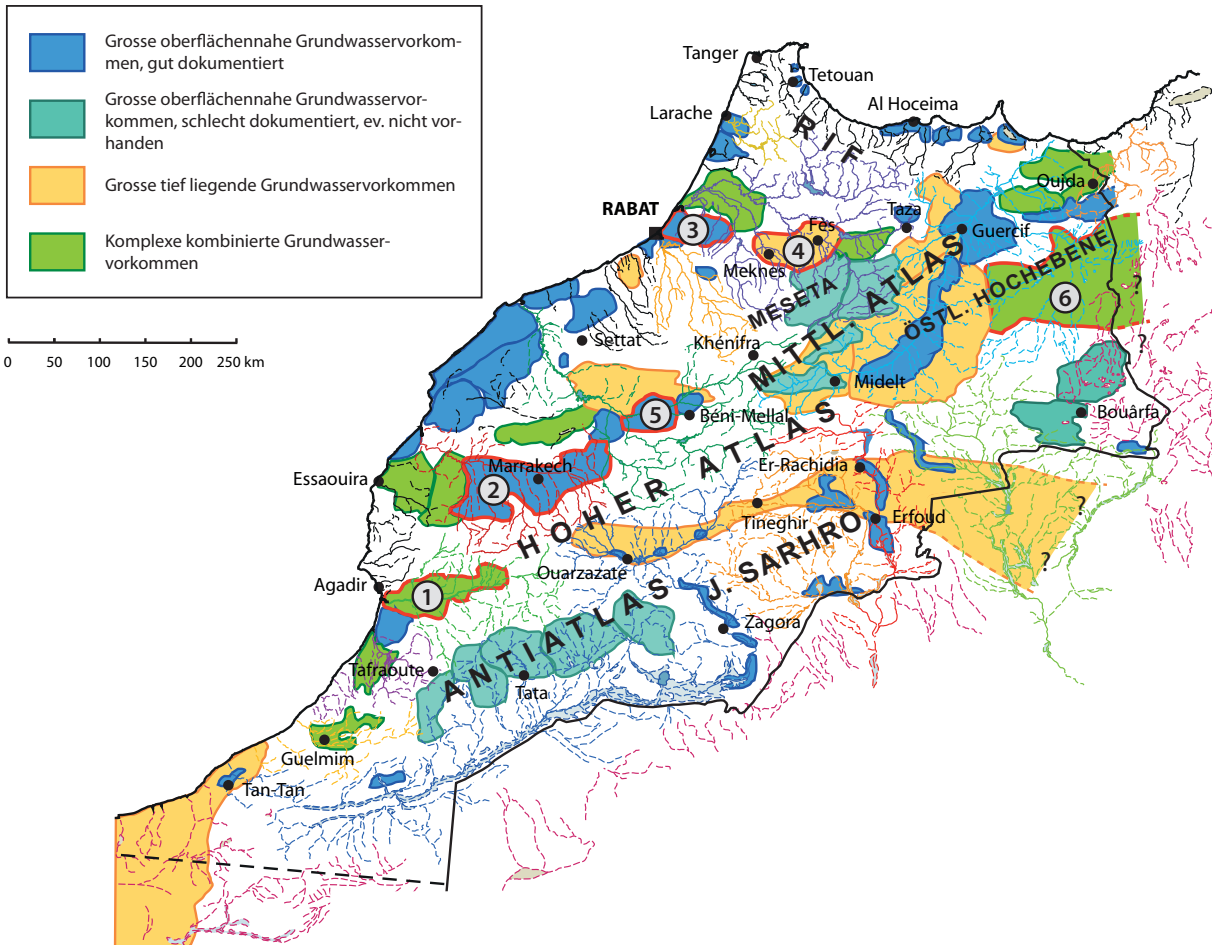 Grosse oberflächennahe Grundwasservorkom-
men, gut dokumentiert
Grosse oberflächennahe Grundwasservor-
kommen, schlecht dokumentiert, ev. nicht vor-
handen
Grosse tief liegende Grundwasservorkommen
Komplexe kombinierte Grundwasser-
vorkommen
0 50 100 150 200 250 km
Tanger
Tetouan
Larache
Al Hoceima
RIF
Oujda
RABAT
3
Fes
4
Taza
Guercif
Meknes
MESETA
MITTL. ATLAS
ÖSTL. HOCHEBENE
6
?
?
Settat
Khénifra
Midelt
5
Béni-Mellal
Bouârfa
HOHER ATLAS
Essaouira
Marrakech
2
Er-Rachidia
Tineghir
Erfoud
?
?
Ouarzazate
J. SARHRO
Agadir
1
ANTIATLAS
Zagora
Tafraoute
Tata
Guelmim
Tan-Tan